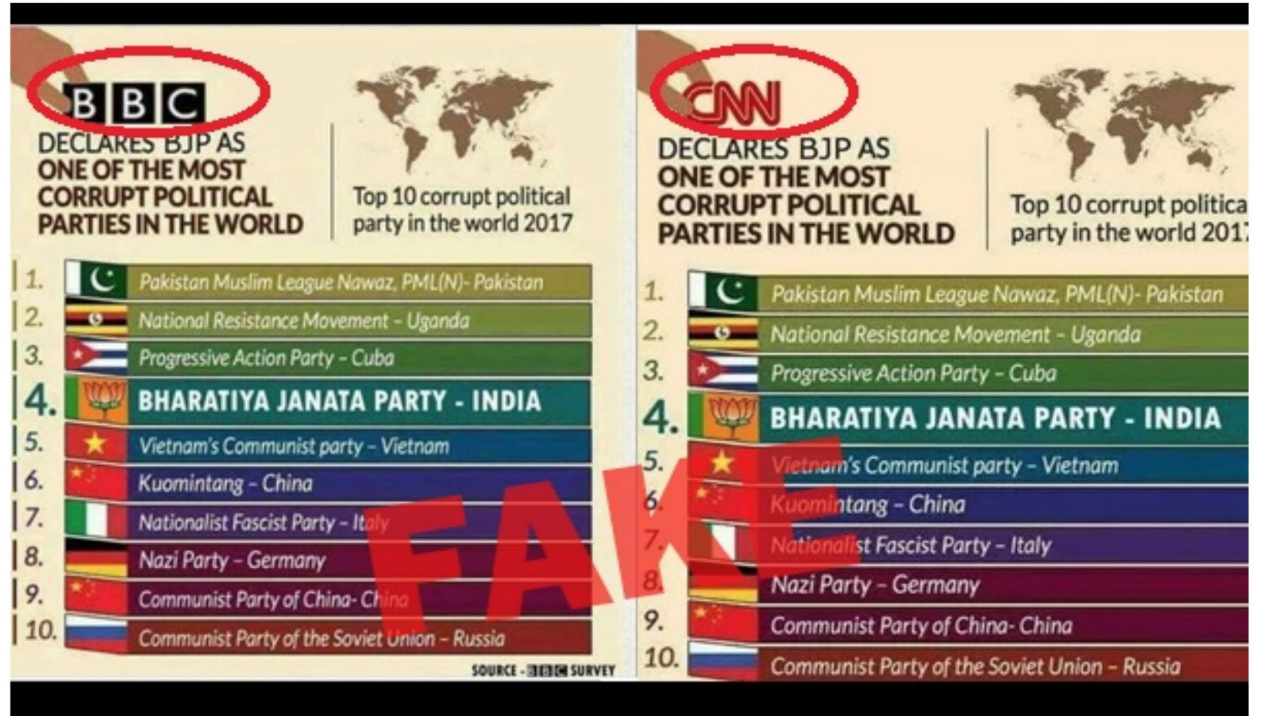 BBC
DECLARES BJP AS
ONE OF THE MOST
CORRUPT POLITICAL
PARTIES IN THE WORLD
Top 10 corrupt political
party in the world 2017
1. Pakistan Muslim League Nawaz, PML(N)- Pakistan
2. National Resistance Movement – Uganda
3. Progressive Action Party – Cuba
4. BHARATIYA JANATA PARTY - INDIA
5. Vietnam's Communist party – Vietnam
6. Kuomintang – China
7. Nationalist Fascist Party – Italy
8. Nazi Party – Germany
9. Communist Party of China- China
10. Communist Party of the Soviet Union – Russia
SOURCE - BBC SURVEY
CNN
DECLARES BJP AS
ONE OF THE MOST
CORRUPT POLITICAL
PARTIES IN THE WORLD
Top 10 corrupt politica
party in the world 2017
1. Pakistan Muslim League Nawaz, PML(N)- Pakistan
2. National Resistance Movement – Uganda
3. Progressive Action Party – Cuba
4. BHARATIYA JANATA PARTY - INDIA
5. Vietnam's Communist party – Vietnam
6. Kuomintang – China
7. Nationalist Fascist Party – Italy
8. Nazi Party – Germany
9. Communist Party of China- China
10. Communist Party of the Soviet Union – Russia
FAKE